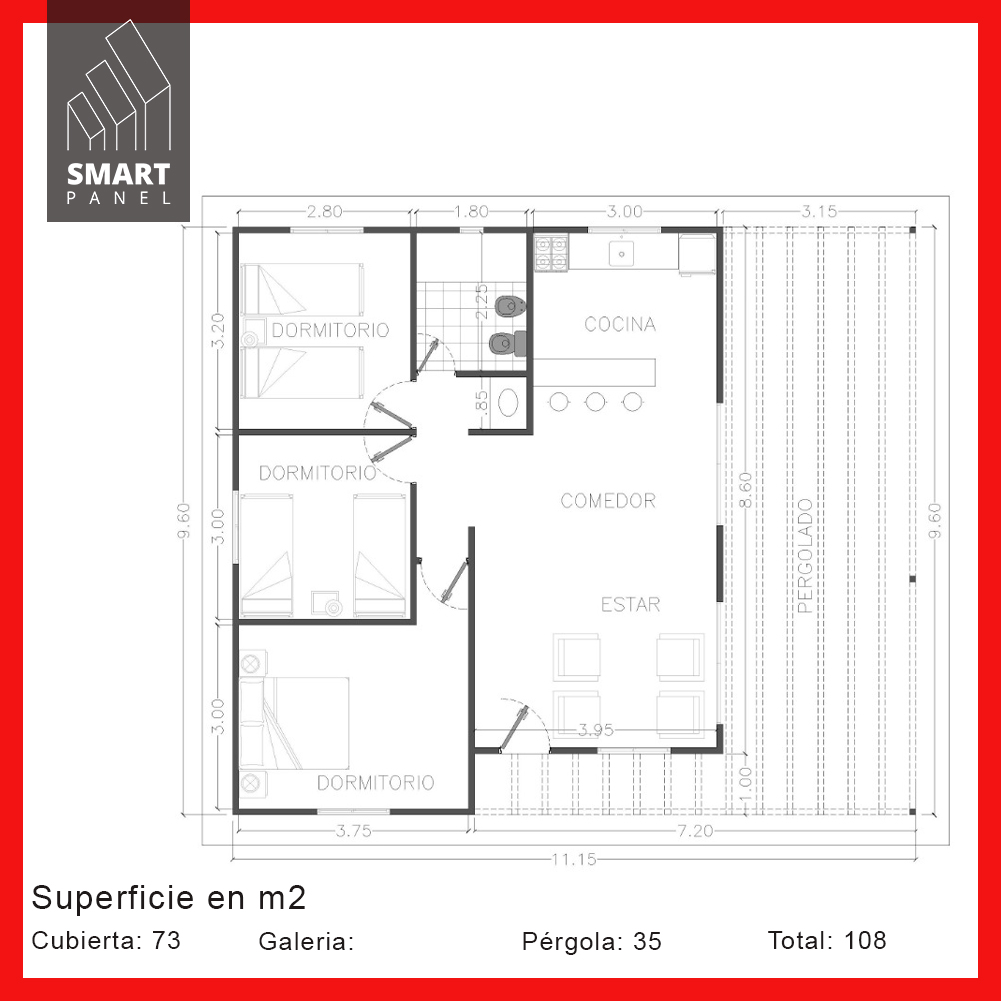 SMART
PANEL
2.80
1.80
3.00
3.15
3.20
2.25
DORMITORIO
COCINA
.85
DORMITORIO
COMEDOR
9.60
3.00
8.60
PERGOLADO
9.60
ESTAR
3.00
3.95
DORMITORIO
1.00
3.75
7.20
11.15
Superficie en m2
Cubierta: 73
Galeria:
Pérgola: 35
Total: 108